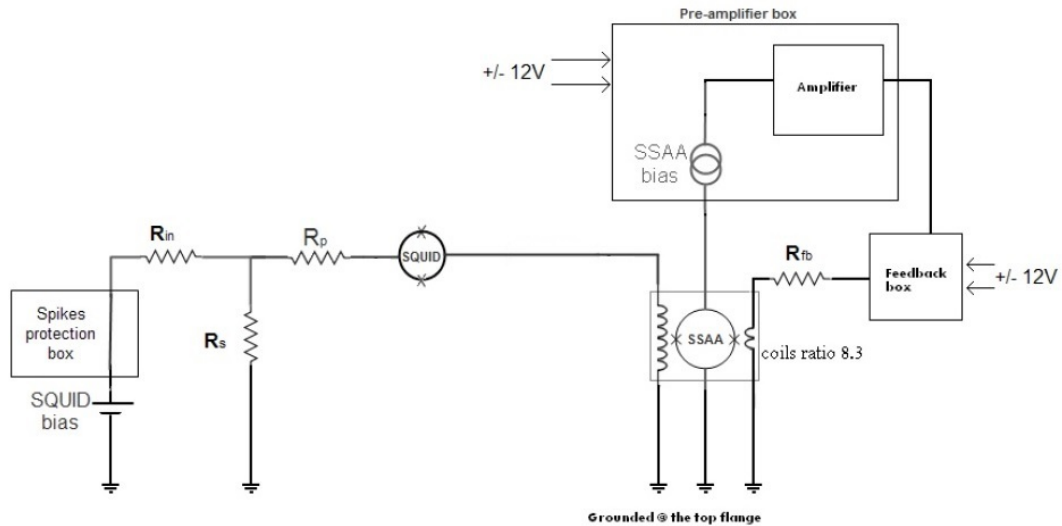 Pre-amplifier box
+/- 12V
Amplifier
SSAA
bias
Rin
Rp
SQUID
Rfb
Feedback
box
+/- 12V
Spikes
protection
box
Rs
SSAA
coils ratio 8.3
SQUID
bias
Grounded @ the top flange